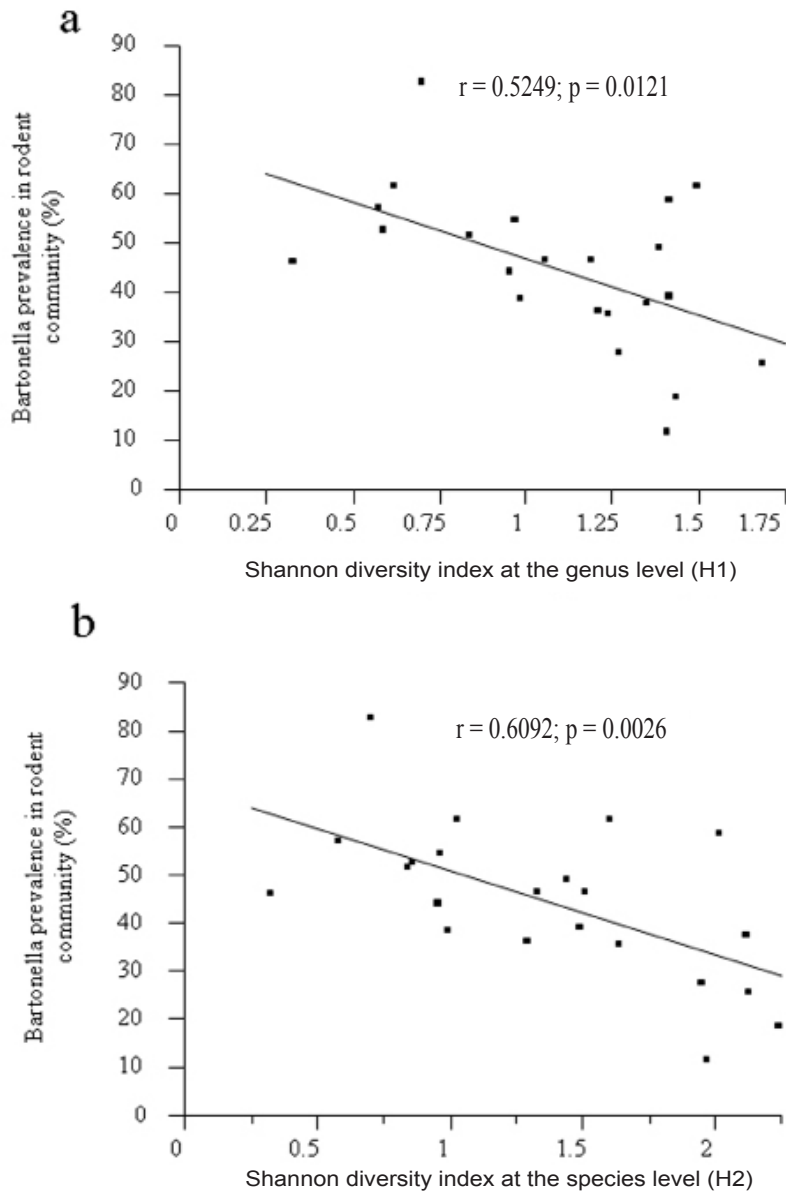 a
90
80
70
60
50
40
30
20
10
0
Bartonella prevalence in rodent
community (%)
r = 0.5249; p = 0.0121
0 0.25 0.5 0.75 1 1.25 1.5 1.75
Shannon diversity index at the genus level (H1)
b
90
80
70
60
50
40
30
20
10
0
Bartonella prevalence in rodent
community (%)
r = 0.6092; p = 0.0026
0 0.5 1 1.5 2
Shannon diversity index at the species level (H2)